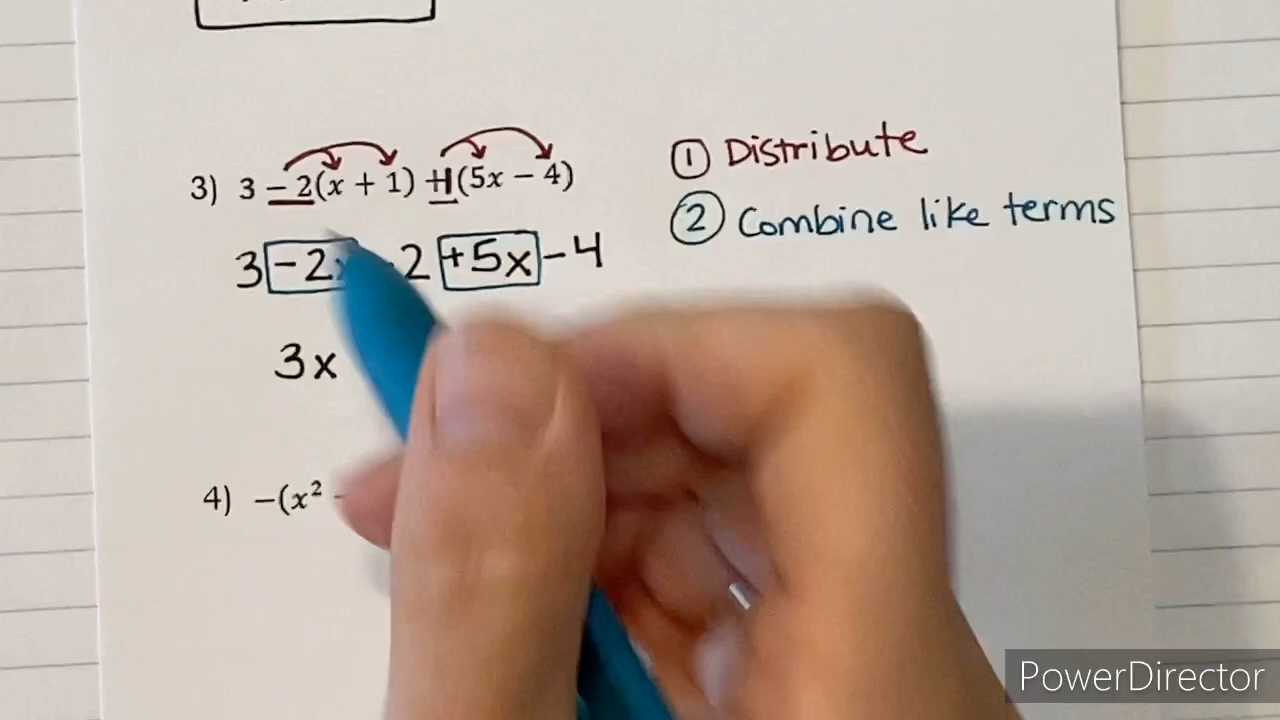 3) 3 − 2(x + 1) +1(5x − 4)
① Distribute
② Combine like terms
3 −2x − 2 +5x − 4
3x
4) −(x²
PowerDirector